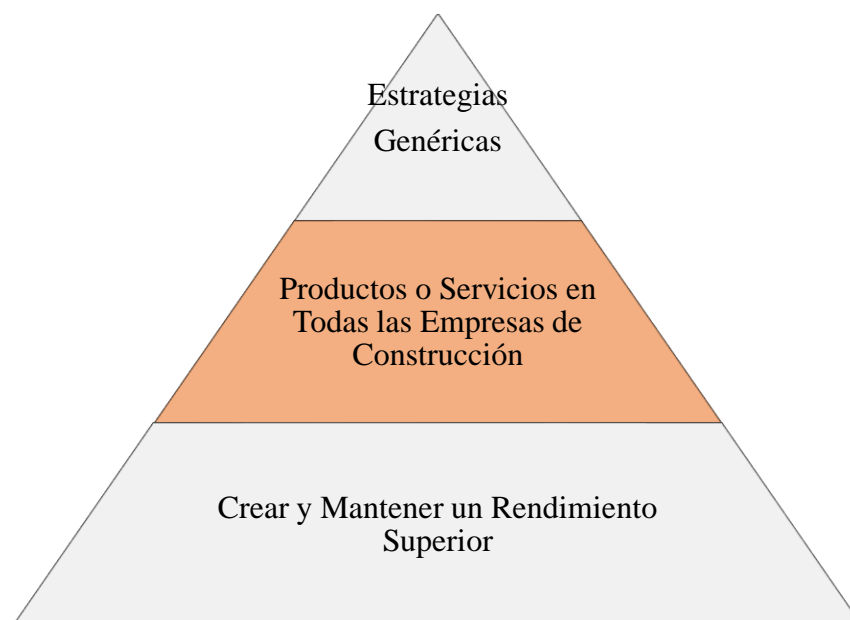 Estrategias
Genéricas
Productos o Servicios en
Todas las Empresas de
Construcción
Crear y Mantener un Rendimiento
Superior